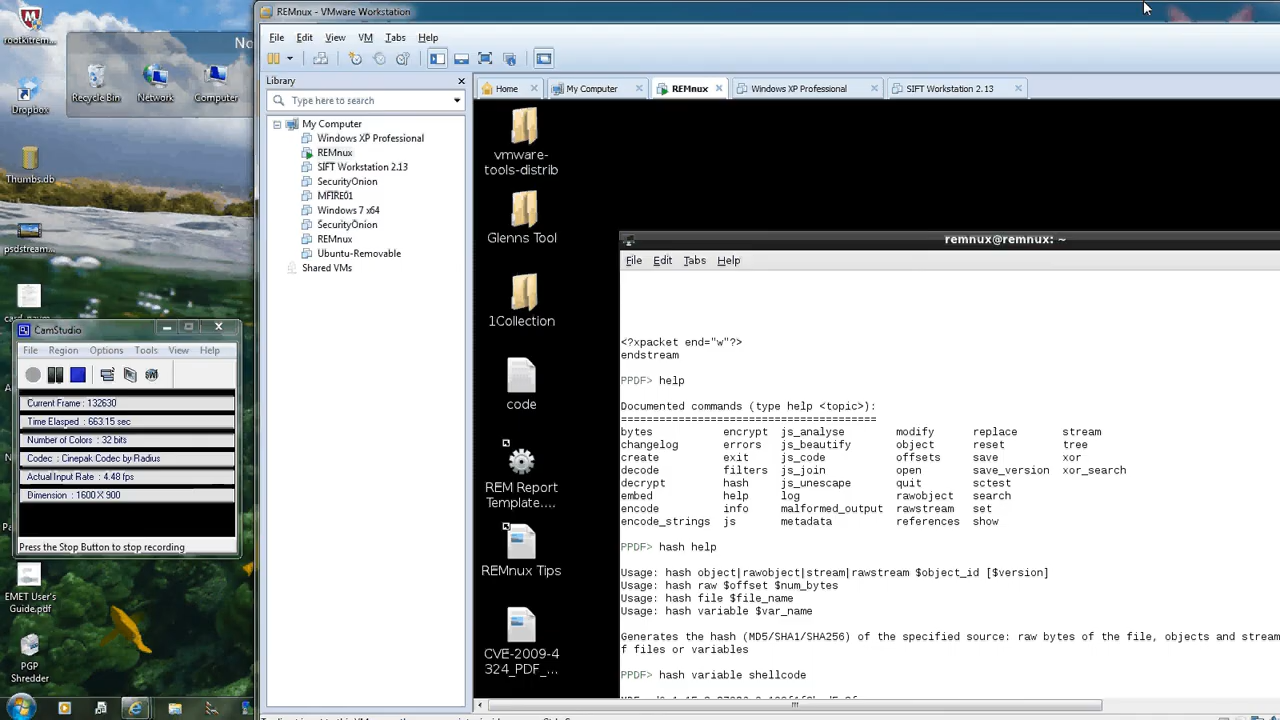 REMnux - VMware Workstation
File Edit View VM Tabs Help
rootkitrem...
No
Dropbox
Recycle Bin
Network
Computer
Thumbs.db
psdstream...
Library
Type here to search
My Computer
Windows XP Professional
REMnux
SIFT Workstation 2.13
SecurityOnion
MFIRE01
Windows 7 x64
SecurityOnion
REMnux
Ubuntu-Removable
Shared VMs
Home
My Computer
REMnux
Windows XP Professional
SIFT Workstation 2.13
vmware-
tools-distrib
Glenns Tool
1Collection
code
REM Report
Template....
REMnux Tips
CVE-2009-4
324_PDF_...
CamStudio
File Region Options Tools View Help
Current Frame : 132630
Time Elasped : 663.15 sec
Number of Colors : 32 bits
Codec : Cinepak Codec by Radius
Actual Input Rate : 4.48 fps
Dimension : 1600 X 900
Press the Stop Button to stop recording
EMET User's
Guide.pdf
PGP
Shredder
remnux@remnux: ~
File Edit Tabs Help
<?xpacket end="w"?>
endstream
PPDF> help
Documented commands (type help <topic>):
========================================
bytes encrypt js_analyse modify replace stream
changelog errors js_beautify object reset tree
create exit js_code offsets save xor
decode filters js_join open save_version xor_search
decrypt hash js_unescape quit sctest
embed help log rawobject search
encode info malformed_output rawstream set
encode_strings js metadata references show
PPDF> hash help
Usage: hash object|rawobject|stream|rawstream $object_id [$version]
Usage: hash raw $offset $num_bytes
Usage: hash file $file_name
Usage: hash variable $var_name
Generates the hash (MD5/SHA1/SHA256) of the specified source: raw bytes of the file, objects and stream
f files or variables
PPDF> hash variable shellcode